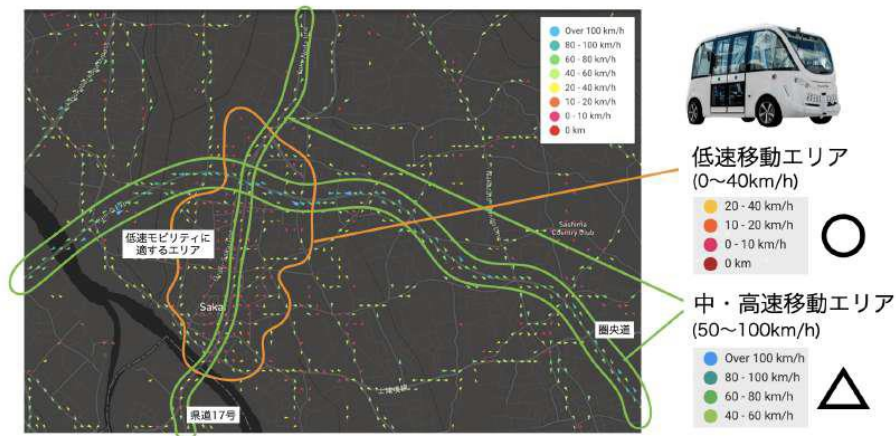 Over 100 km/h
80 - 100 km/h
60 - 80 km/h
40 - 60 km/h
20 - 40 km/h
10 - 20 km/h
0 - 10 km/h
0 km
低速移動エリア
(0〜40km/h)
20 - 40 km/h
10 - 20 km/h
0 - 10 km/h
0 km
低速モビリティに
適するエリア
Sashima
Country Club
Sakai
中・高速移動エリア
(50〜100km/h)
圏央道
Over 100 km/h
80 - 100 km/h
60 - 80 km/h
40 - 60 km/h
県道17号